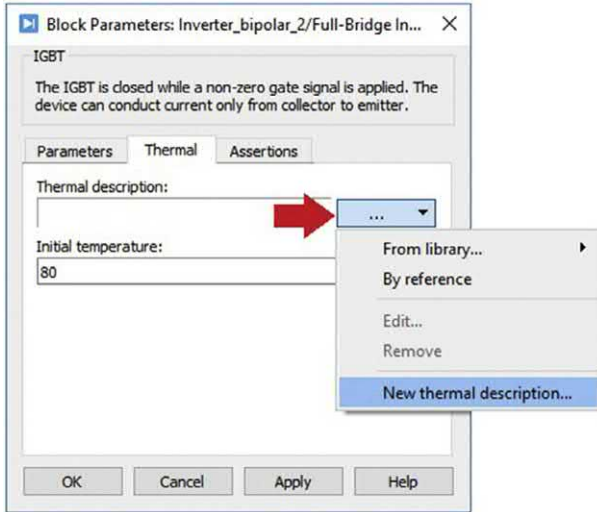 Block Parameters: Inverter_bipolar_2/Full-Bridge In...
IGBT
The IGBT is closed while a non-zero gate signal is applied. The
device can conduct current only from collector to emitter.
Parameters Thermal Assertions
Thermal description:
...
Initial temperature:
80
From library...
By reference
Edit...
Remove
New thermal description...
OK Cancel Apply Help